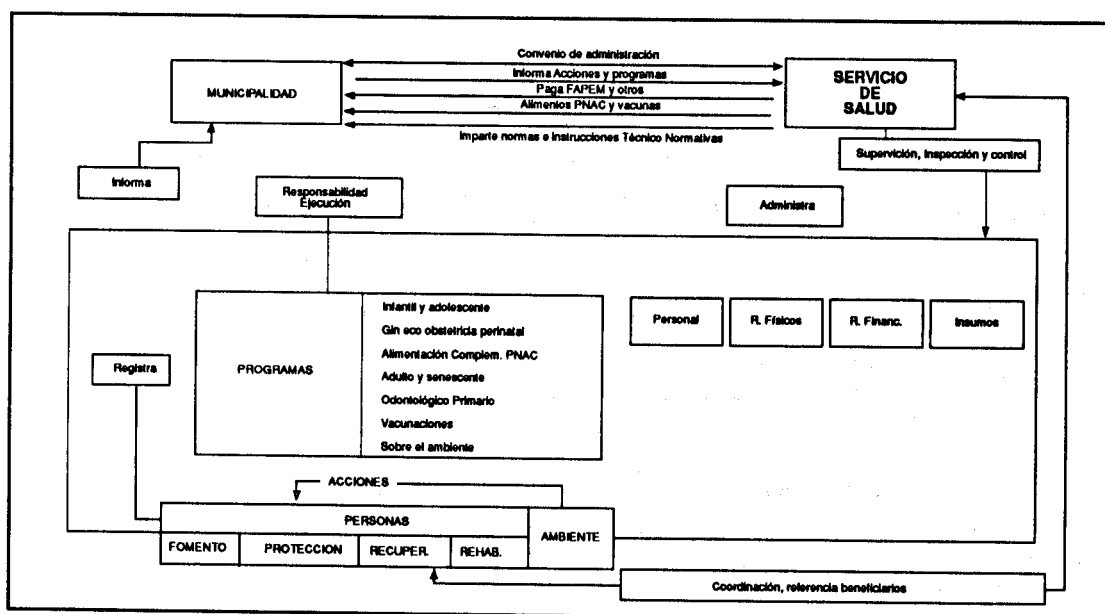 Convenio de administración
Informa Acciones y programas
Paga FAPEM y otros
Alimentos PNAC y vacunas
Imparte normas e Instrucciones Técnico Normativas
MUNICIPALIDAD
SERVICIO
DE
SALUD
Supervisión, Inspección y control
Informa
Responsabilidad
Ejecución
Administra
PROGRAMAS
Infantil y adolescente
Gin eco obstetricia perinatal
Alimentación Complem. PNAC
Adulto y senescente
Odontológico Primario
Vacunaciones
Sobre el ambiente
Personal
R. Físicos
R. Financ.
Insumos
Registra
ACCIONES
PERSONAS
AMBIENTE
FOMENTO
PROTECCION
RECUPER.
REHAB.
Coordinación, referencia beneficiarios